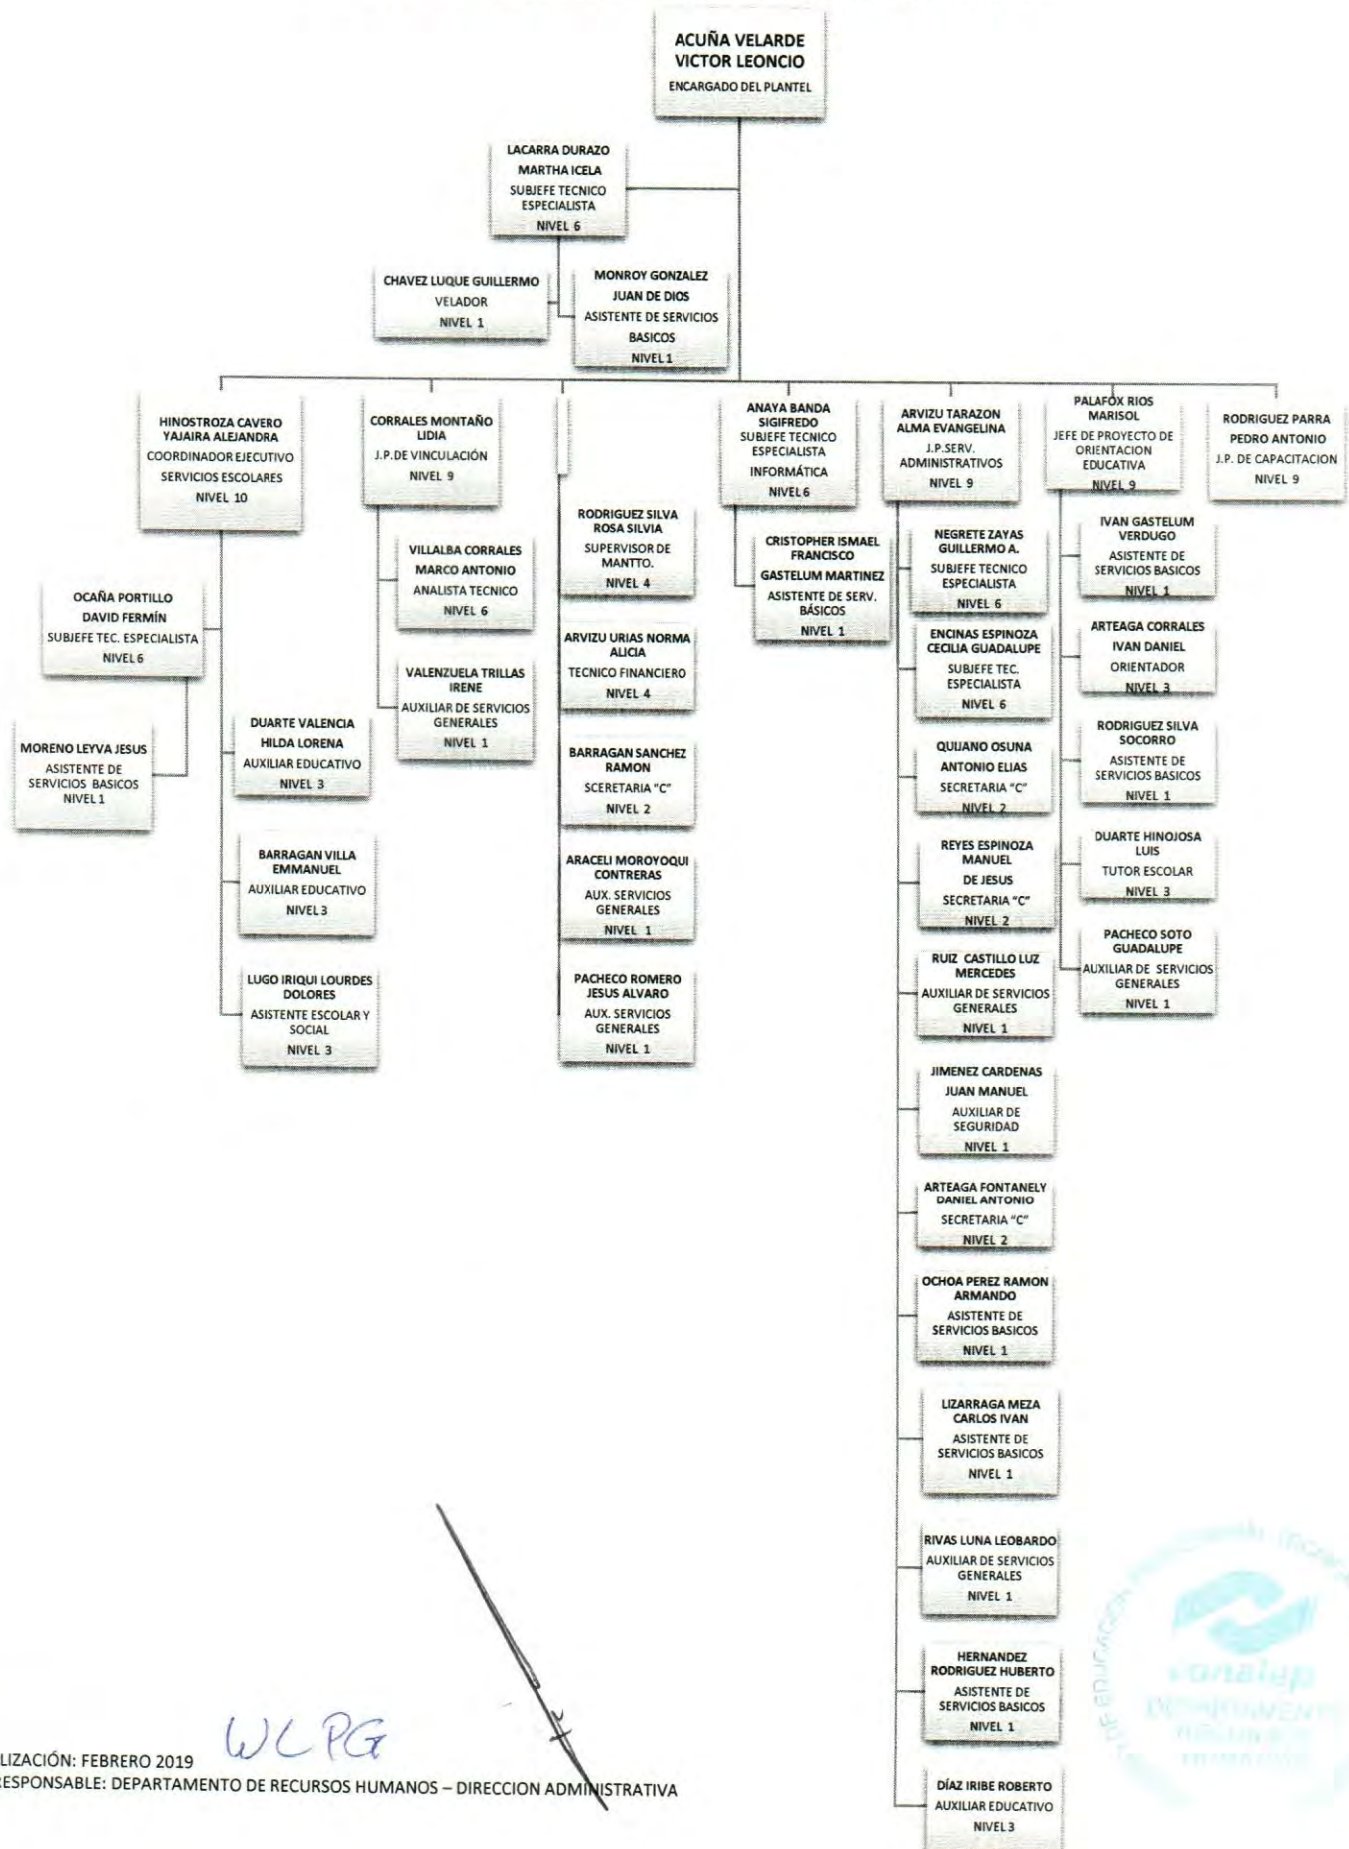 ACUÑA VELARDE
VICTOR LEONCIO
ENCARGADO DEL PLANTEL
LACARRA DURAZO
MARTHA ICELA
SUBJEFE TECNICO
ESPECIALISTA
NIVEL 6
CHAVEZ LUQUE GUILLERMO
VELADOR
NIVEL 1
MONROY GONZALEZ
JUAN DE DIOS
ASISTENTE DE SERVICIOS
BASICOS
NIVEL 1
HINOSTROZA CAVERO
YAJAIRA ALEJANDRA
COORDINADOR EJECUTIVO
SERVICIOS ESCOLARES
NIVEL 10
OCAÑA PORTILLO
DAVID FERMÍN
SUBJEFE TEC. ESPECIALISTA
NIVEL 6
MORENO LEYVA JESUS
ASISTENTE DE
SERVICIOS BASICOS
NIVEL 1
DUARTE VALENCIA
HILDA LORENA
AUXILIAR EDUCATIVO
NIVEL 3
BARRAGAN VILLA
EMMANUEL
AUXILIAR EDUCATIVO
NIVEL 3
LUGO IRIQUI LOURDES
DOLORES
ASISTENTE ESCOLAR Y
SOCIAL
NIVEL 3
CORRALES MONTAÑO
LIDIA
J.P.DE VINCULACIÓN
NIVEL 9
VILLALBA CORRALES
MARCO ANTONIO
ANALISTA TECNICO
NIVEL 6
VALENZUELA TRILLAS
IRENE
AUXILIAR DE SERVICIOS
GENERALES
NIVEL 1
RODRIGUEZ SILVA
ROSA SILVIA
SUPERVISOR DE
MANTTO.
NIVEL 4
ARVIZU URIAS NORMA
ALICIA
TECNICO FINANCIERO
NIVEL 4
BARRAGAN SANCHEZ
RAMON
SCERETARIA "C"
NIVEL 2
ARACELI MOROYOQUI
CONTRERAS
AUX. SERVICIOS
GENERALES
NIVEL 1
PACHECO ROMERO
JESUS ALVARO
AUX. SERVICIOS
GENERALES
NIVEL 1
ANAYA BANDA
SIGIFREDO
SUBJEFE TECNICO
ESPECIALISTA
INFORMÁTICA
NIVEL 6
CRISTOPHER ISMAEL
FRANCISCO
GASTELUM MARTINEZ
ASISTENTE DE SERV.
BÁSICOS
NIVEL 1
ARVIZU TARAZON
ALMA EVANGELINA
J.P.SERV.
ADMINISTRATIVOS
NIVEL 9
NEGRETE ZAYAS
GUILLERMO A.
SUBJEFE TECNICO
ESPECIALISTA
NIVEL 6
ENCINAS ESPINOZA
CECILIA GUADALUPE
SUBJEFE TEC.
ESPECIALISTA
NIVEL 6
QUIJANO OSUNA
ANTONIO ELIAS
SECRETARIA "C"
NIVEL 2
REYES ESPINOZA
MANUEL
DE JESUS
SECRETARIA "C"
NIVEL 2
RUIZ CASTILLO LUZ
MERCEDES
AUXILIAR DE SERVICIOS
GENERALES
NIVEL 1
JIMENEZ CARDENAS
JUAN MANUEL
AUXILIAR DE
SEGURIDAD
NIVEL 1
ARTEAGA FONTANELY
DANIEL ANTONIO
SECRETARIA "C"
NIVEL 2
OCHOA PEREZ RAMON
ARMANDO
ASISTENTE DE
SERVICIOS BASICOS
NIVEL 1
LIZARRAGA MEZA
CARLOS IVAN
ASISTENTE DE
SERVICIOS BASICOS
NIVEL 1
RIVAS LUNA LEOBARDO
AUXILIAR DE SERVICIOS
GENERALES
NIVEL 1
HERNANDEZ
RODRIGUEZ HUBERTO
ASISTENTE DE
SERVICIOS BASICOS
NIVEL 1
DÍAZ IRIBE ROBERTO
AUXILIAR EDUCATIVO
NIVEL 3
PALAFOX RIOS
MARISOL
JEFE DE PROYECTO DE
ORIENTACION
EDUCATIVA
NIVEL 9
IVAN GASTELUM
VERDUGO
ASISTENTE DE
SERVICIOS BASICOS
NIVEL 1
ARTEAGA CORRALES
IVAN DANIEL
ORIENTADOR
NIVEL 3
RODRIGUEZ SILVA
SOCORRO
ASISTENTE DE
SERVICIOS BASICOS
NIVEL 1
DUARTE HINOJOSA
LUIS
TUTOR ESCOLAR
NIVEL 3
PACHECO SOTO
GUADALUPE
AUXILIAR DE SERVICIOS
GENERALES
NIVEL 1
RODRIGUEZ PARRA
PEDRO ANTONIO
J.P. DE CAPACITACION
NIVEL 9
WLPG
LIZACIÓN: FEBRERO 2019
RESPONSABLE: DEPARTAMENTO DE RECURSOS HUMANOS – DIRECCION ADMINISTRATIVA
DE EDUCACIÓN
conalep
DEPARTAMENTO
RECURSOS
HUMANOS